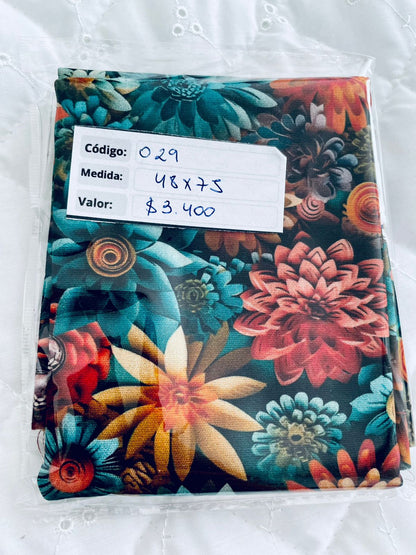 Código: 029
Medida: 48x75
Valor: $3.400